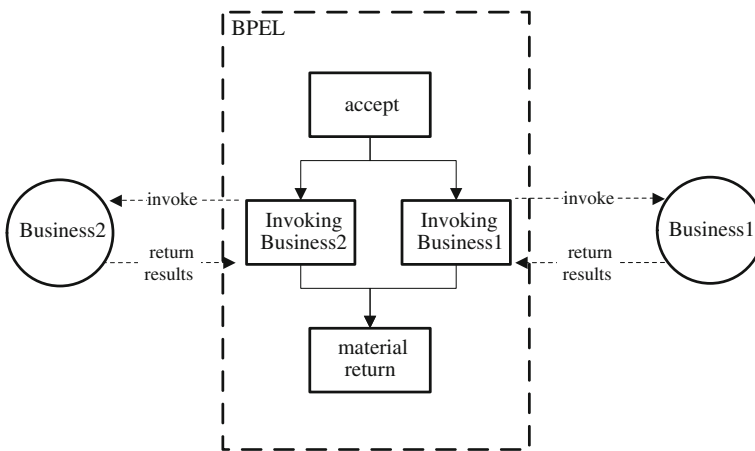 BPEL
accept
invoke
invoke
Business2
Invoking
Business2
Invoking
Business1
Business1
return
results
return
results
material
return